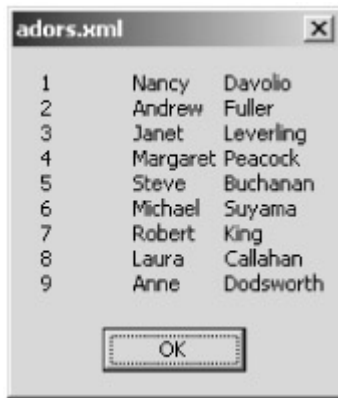 adors.xml
1 Nancy Davolio
2 Andrew Fuller
3 Janet Leverling
4 Margaret Peacock
5 Steve Buchanan
6 Michael Suyama
7 Robert King
8 Laura Callahan
9 Anne Dodsworth
OK